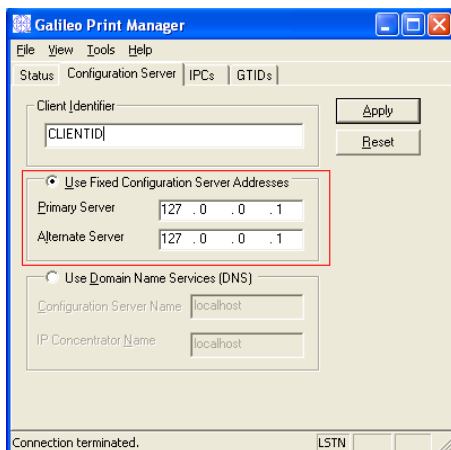 Galileo Print Manager
File View Tools Help
Status Configuration Server IPCs GTIDs
Client Identifier
CLIENTID
Apply
Reset
Use Fixed Configuration Server Addresses
Primary Server 127 . 0 . 0 . 1
Alternate Server 127 . 0 . 0 . 1
Use Domain Name Services (DNS)
Configuration Server Name localhost
IP Concentrator Name localhost
Connection terminated. LSTN